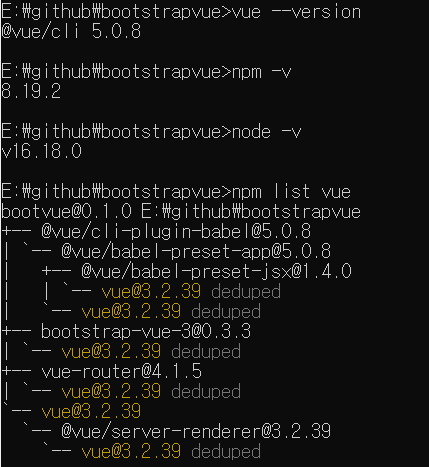 E:₩github₩bootstrapvue>vue --version
@vue/cli 5.0.8
E:₩github₩bootstrapvue>npm -v
8.19.2
E:₩github₩bootstrapvue>node -v
v16.18.0
E:₩github₩bootstrapvue>npm list vue
bootvue@0.1.0 E:₩github₩bootstrapvue
+-- @vue/cli-plugin-babel@5.0.8
| `-- @vue/babel-preset-app@5.0.8
|   +-- @vue/babel-preset-jsx@1.4.0
|   | `-- vue@3.2.39 deduped
|   `-- vue@3.2.39 deduped
+-- bootstrap-vue-3@0.3.3
| `-- vue@3.2.39 deduped
+-- vue-router@4.1.5
| `-- vue@3.2.39 deduped
`-- vue@3.2.39
  `-- @vue/server-renderer@3.2.39
    `-- vue@3.2.39 deduped